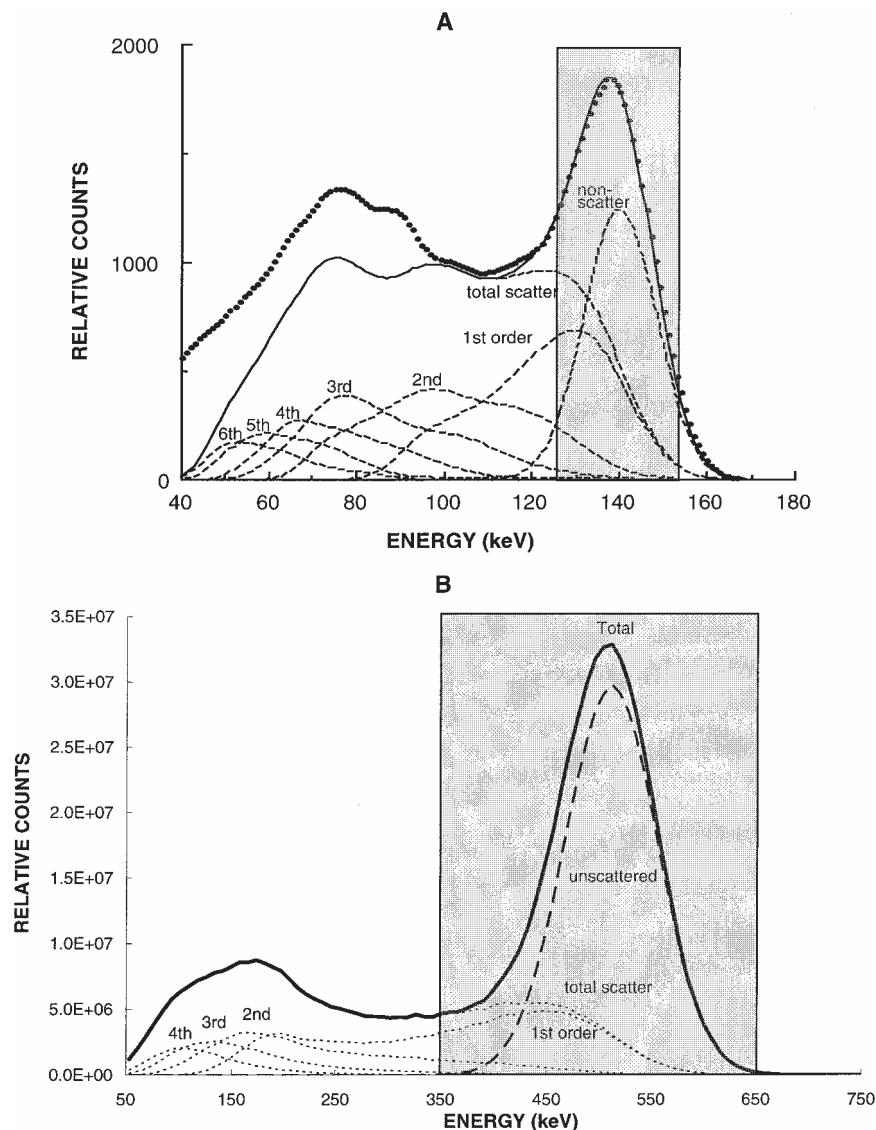 A
2000
1000
0
RELATIVE COUNTS
non-
scatter
total scatter
1st order
2nd
3rd
4th
5th
6th
40
60
80
100
120
140
160
180
ENERGY (keV)
B
3.5E+07
3.0E+07
2.5E+07
2.0E+07
1.5E+07
1.0E+07
5.0E+06
0.0E+00
RELATIVE COUNTS
Total
unscattered
total scatter
1st order
2nd
3rd
4th
50
150
250
350
450
550
650
750
ENERGY (keV)